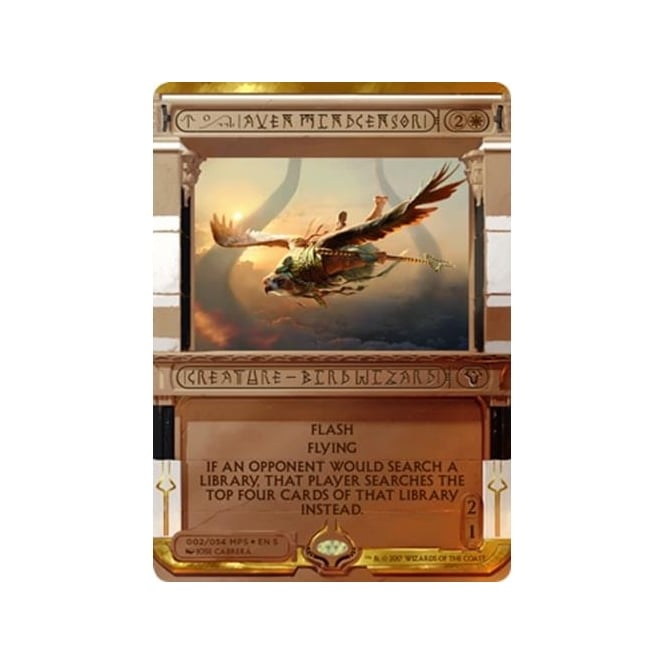 AVEN MINDCENSOR 2
CREATURE – BIRD WIZARD
FLASH
FLYING
IF AN OPPONENT WOULD SEARCH A
LIBRARY, THAT PLAYER SEARCHES THE
TOP FOUR CARDS OF THAT LIBRARY
INSTEAD.
2
1
002/054 MPS • EN S
JOSE CABRERA
™ & © 2017 WIZARDS OF THE COAST